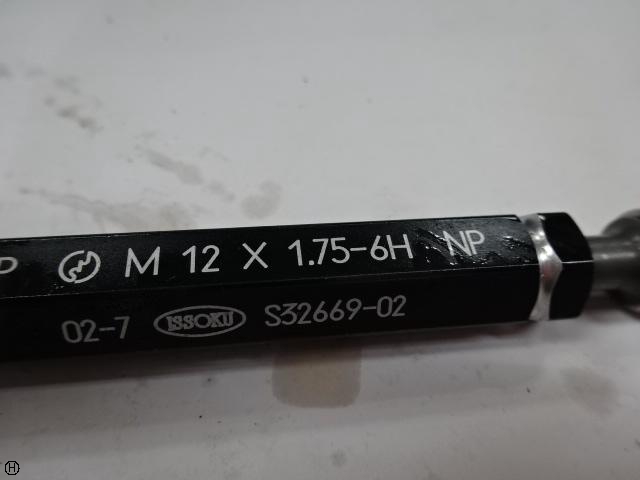 P M 12 X 1.75-6H NP
02-7 ISSOKU S32669-02
H